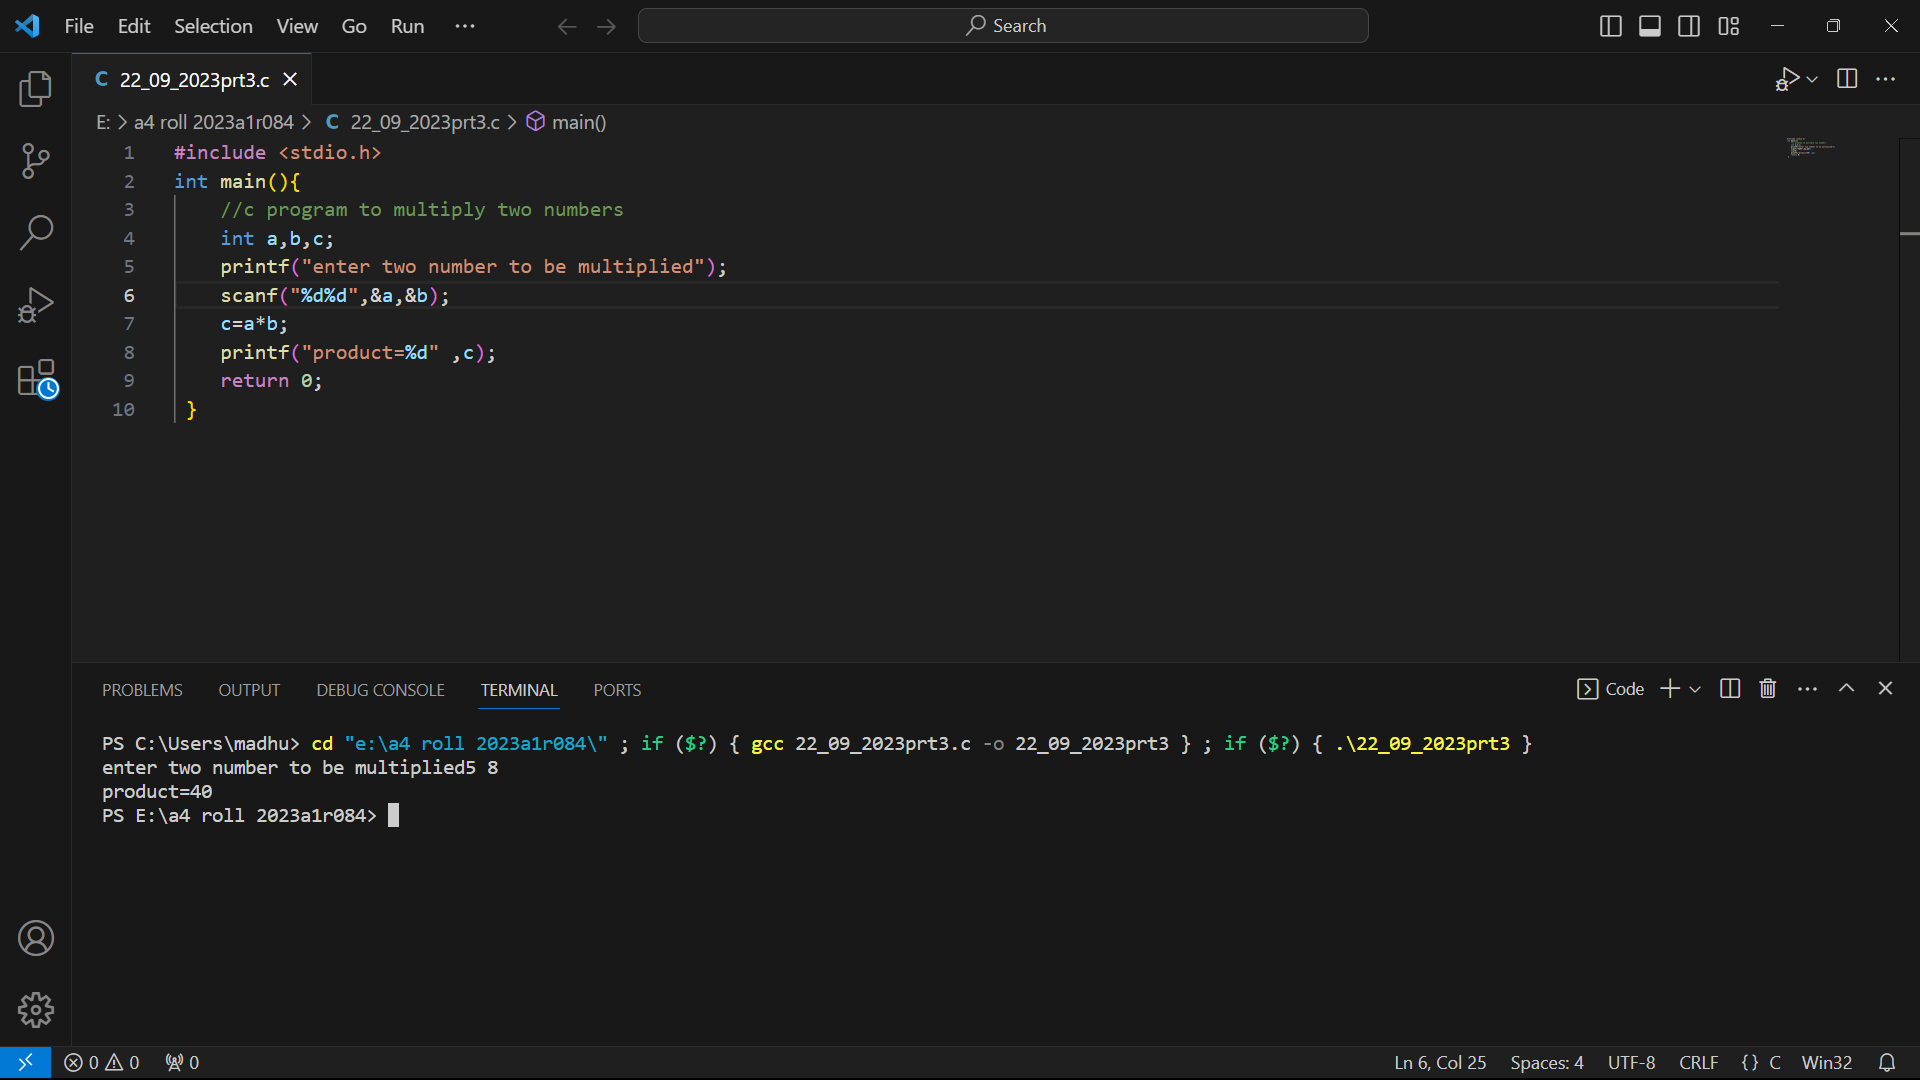 File Edit Selection View Go Run ··· Search
C 22_09_2023prt3.c
E: > a4 roll 2023a1r084 > C 22_09_2023prt3.c > main()
1 #include <stdio.h>
2 int main(){
3 //c program to multiply two numbers
4 int a,b,c;
5 printf("enter two number to be multiplied");
6 scanf("%d%d",&a,&b);
7 c=a*b;
8 printf("product=%d" ,c);
9 return 0;
10 }
PROBLEMS OUTPUT DEBUG CONSOLE TERMINAL PORTS Code
PS C:\Users\madhu> cd "e:\a4 roll 2023a1r084\" ; if ($?) { gcc 22_09_2023prt3.c -o 22_09_2023prt3 } ; if ($?) { .\22_09_2023prt3 }
enter two number to be multiplied5 8
product=40
PS E:\a4 roll 2023a1r084>
0 0 0 Ln 6, Col 25 Spaces: 4 UTF-8 CRLF {} C Win32